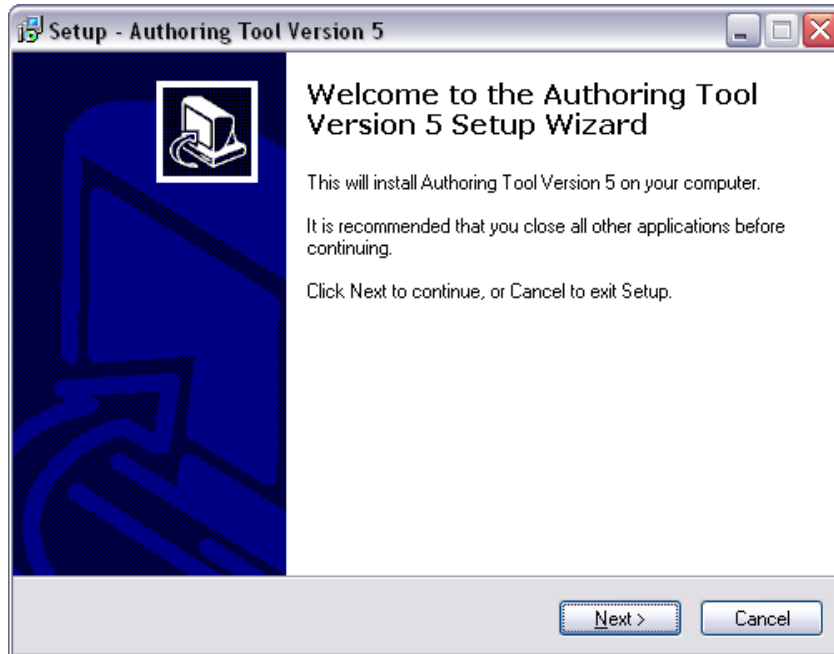 Setup - Authoring Tool Version 5
Welcome to the Authoring Tool
Version 5 Setup Wizard
This will install Authoring Tool Version 5 on your computer.
It is recommended that you close all other applications before
continuing.
Click Next to continue, or Cancel to exit Setup.
Next >
Cancel